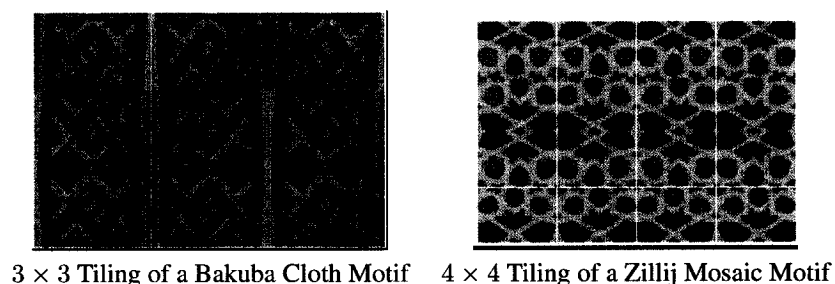 3 × 3 Tiling of a Bakuba Cloth Motif
4 × 4 Tiling of a Zillij Mosaic Motif